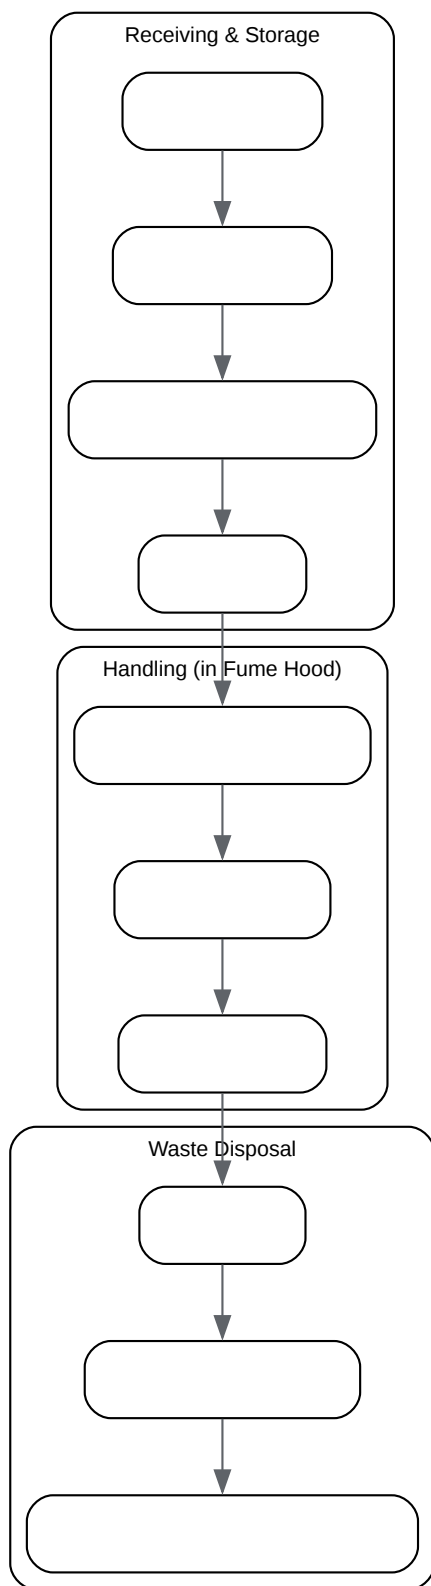 Receiving & Storage
Handling (in Fume Hood)
Waste Disposal